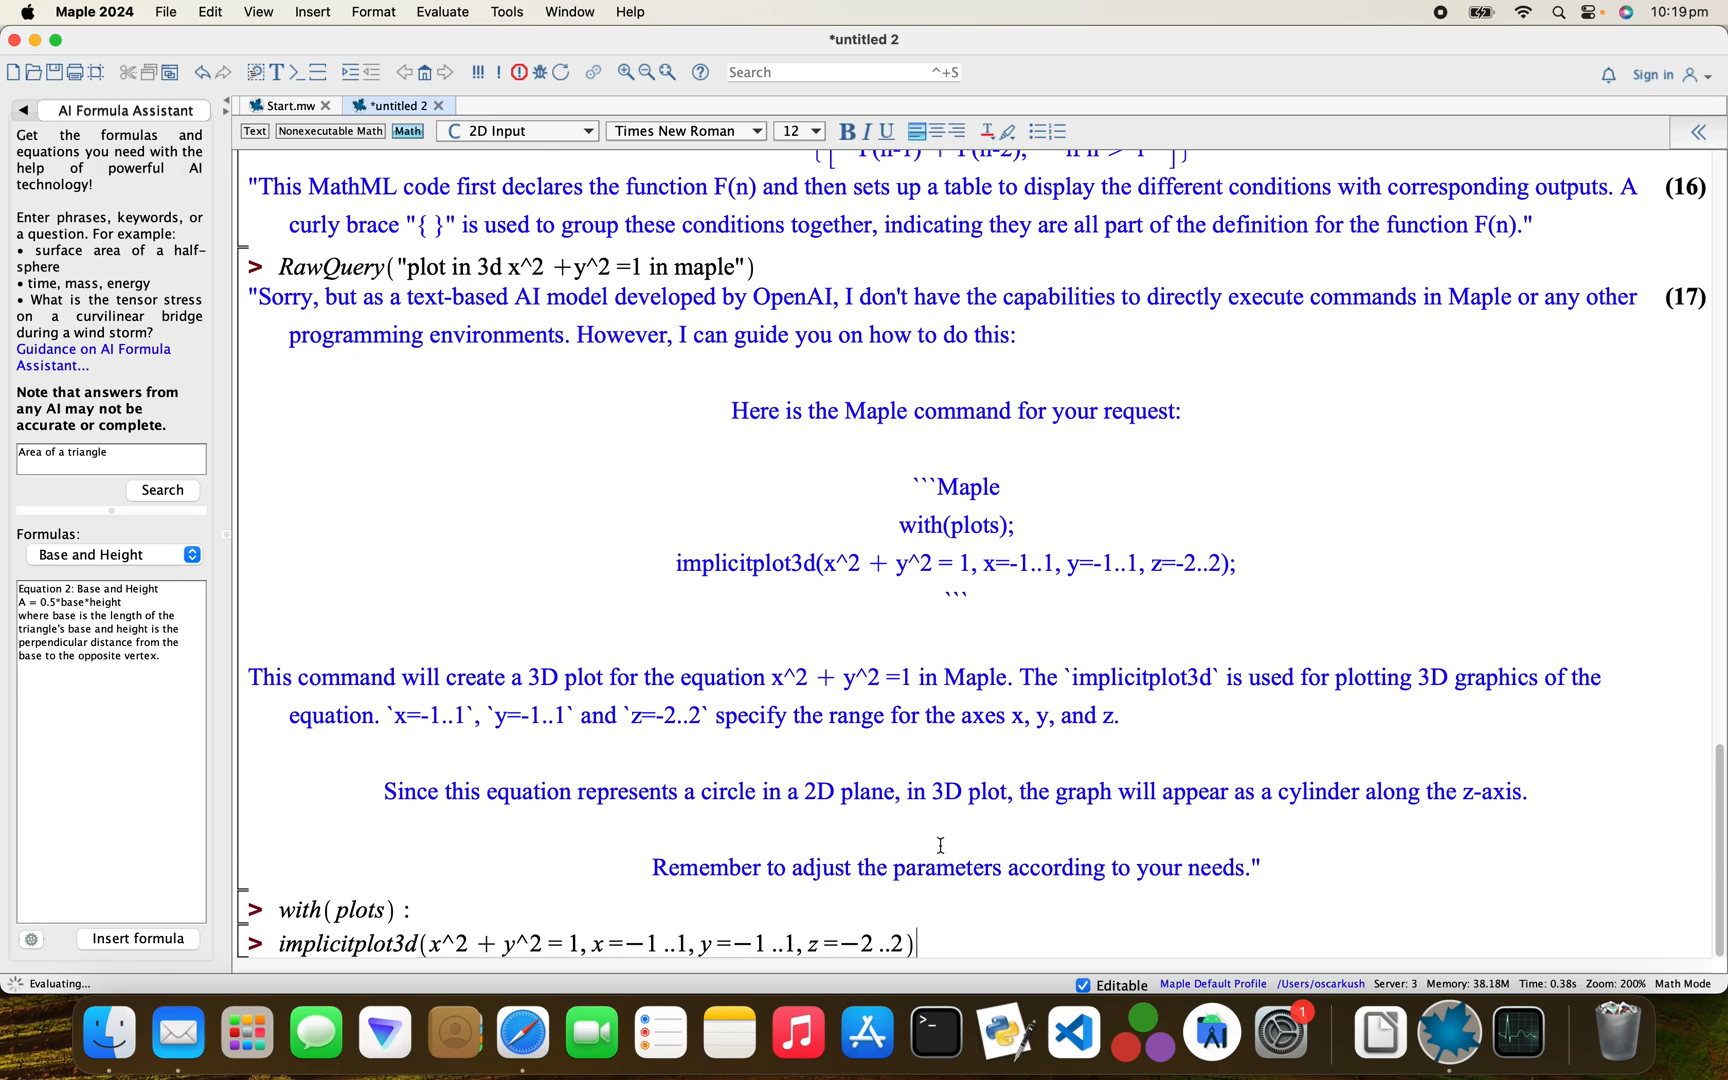 Maple 2024 File Edit View Insert Format Evaluate Tools Window Help 10:19 pm
*untitled 2
Search ^+S Sign in
AI Formula Assistant
Start.mw *untitled 2
Text Nonexecutable Math Math C 2D Input Times New Roman 12 B I U
Get the formulas and
equations you need with the
help of powerful AI
technology!
Enter phrases, keywords, or
a question. For example:
• surface area of a half-
sphere
• time, mass, energy
• What is the tensor stress
on a curvilinear bridge
during a wind storm?
Guidance on AI Formula
Assistant...
Note that answers from
any AI may not be
accurate or complete.
Area of a triangle
Search
Formulas:
Base and Height
Equation 2: Base and Height
A = 0.5*base*height
where base is the length of the
triangle's base and height is the
perpendicular distance from the
base to the opposite vertex.
Insert formula
{[ F(n-1) + F(n-2), if n > 1 ]}
"This MathML code first declares the function F(n) and then sets up a table to display the different conditions with corresponding outputs. A (16)
curly brace "{ }" is used to group these conditions together, indicating they are all part of the definition for the function F(n)."
> RawQuery("plot in 3d x^2 +y^2 =1 in maple")
"Sorry, but as a text-based AI model developed by OpenAI, I don't have the capabilities to directly execute commands in Maple or any other (17)
programming environments. However, I can guide you on how to do this:
Here is the Maple command for your request:
```Maple
with(plots);
implicitplot3d(x^2 + y^2 = 1, x=-1..1, y=-1..1, z=-2..2);
```
This command will create a 3D plot for the equation x^2 + y^2 =1 in Maple. The `implicitplot3d` is used for plotting 3D graphics of the
equation. `x=-1..1`, `y=-1..1` and `z=-2..2` specify the range for the axes x, y, and z.
Since this equation represents a circle in a 2D plane, in 3D plot, the graph will appear as a cylinder along the z-axis.
Remember to adjust the parameters according to your needs."
> with(plots) :
> implicitplot3d(x^2 + y^2 = 1, x = −1 ..1, y = −1 ..1, z = −2 ..2)
Evaluating... Editable Maple Default Profile /Users/oscarkush Server: 3 Memory: 38.18M Time: 0.38s Zoom: 200% Math Mode
1